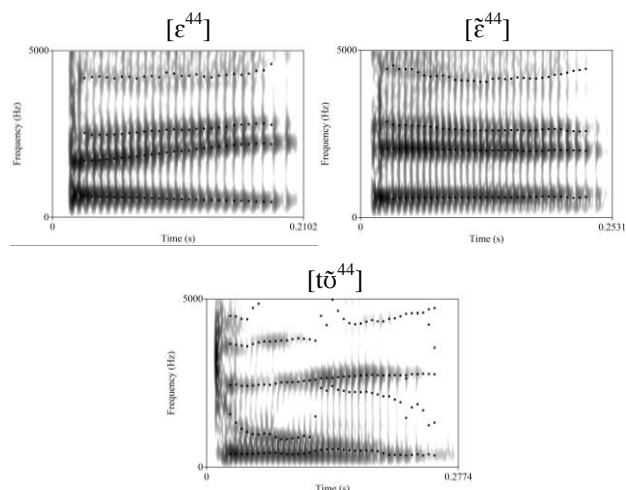 [ɛ⁴⁴] [ɛ̃⁴⁴]
5000 5000
Frequency (Hz) Frequency (Hz)
0 0
0 0.2102 0 0.2531
Time (s) Time (s)
[tʊ̃⁴⁴]
5000
Frequency (Hz)
0
0 0.2774
Time (s)